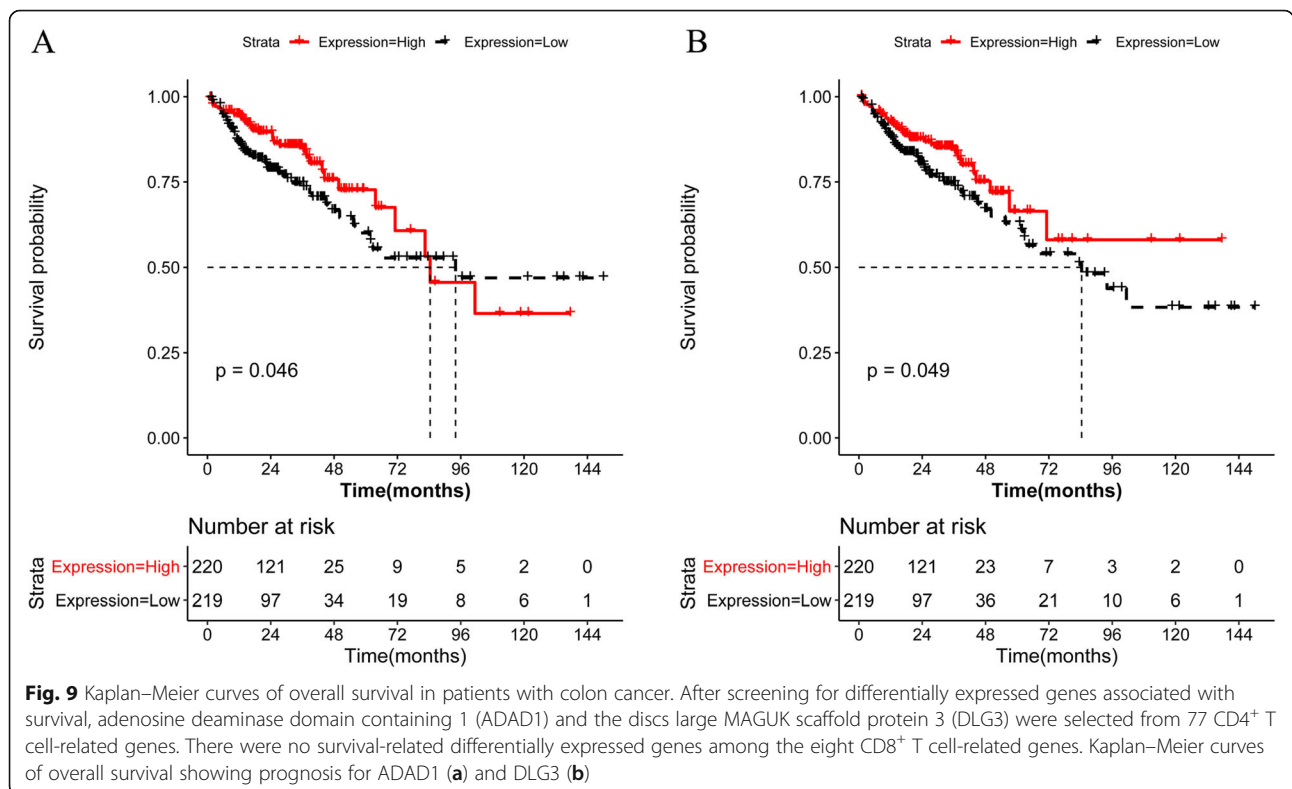 A
Strata Expression=High Expression=Low
1.00
0.75
0.50
0.25
0.00
Survival probability
p = 0.046
0 24 48 72 96 120 144
Time(months)
Number at risk
Strata
Expression=High 220 121 25 9 5 2 0
Expression=Low 219 97 34 19 8 6 1
0 24 48 72 96 120 144
Time(months)
B
Strata Expression=High Expression=Low
1.00
0.75
0.50
0.25
0.00
Survival probability
p = 0.049
0 24 48 72 96 120 144
Time(months)
Number at risk
Strata
Expression=High 220 121 23 7 3 2 0
Expression=Low 219 97 36 21 10 6 1
0 24 48 72 96 120 144
Time(months)
Fig. 9 Kaplan–Meier curves of overall survival in patients with colon cancer. After screening for differentially expressed genes associated with
survival, adenosine deaminase domain containing 1 (ADAD1) and the discs large MAGUK scaffold protein 3 (DLG3) were selected from 77 CD4⁺ T
cell-related genes. There were no survival-related differentially expressed genes among the eight CD8⁺ T cell-related genes. Kaplan–Meier curves
of overall survival showing prognosis for ADAD1 (a) and DLG3 (b)